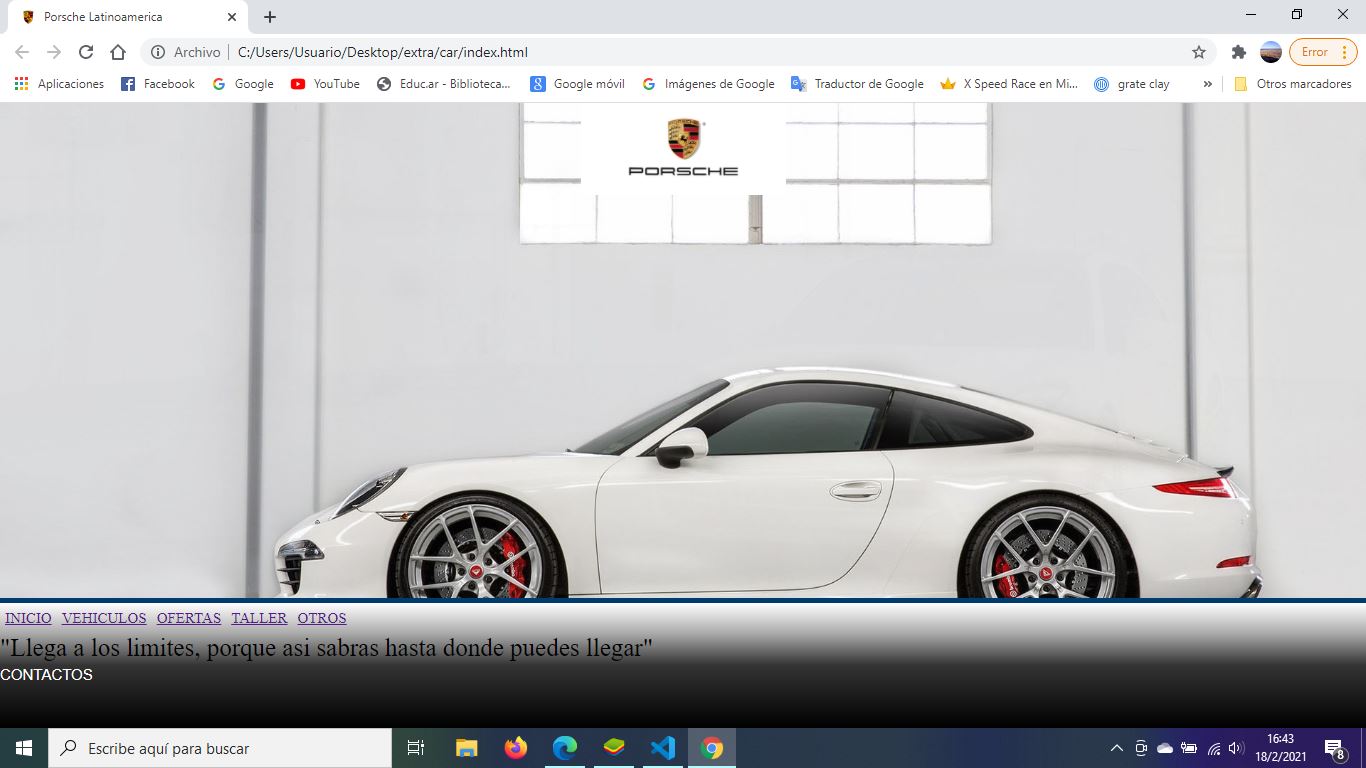 Porsche Latinoamerica
Archivo C:/Users/Usuario/Desktop/extra/car/index.html Error
Aplicaciones Facebook Google YouTube Educ.ar - Biblioteca... Google móvil Imágenes de Google Traductor de Google X Speed Race en Mi... grate clay » Otros marcadores
PORSCHE
INICIO VEHICULOS OFERTAS TALLER OTROS
"Llega a los limites, porque asi sabras hasta donde puedes llegar"
CONTACTOS
Escribe aquí para buscar
16:43
18/2/2021
8